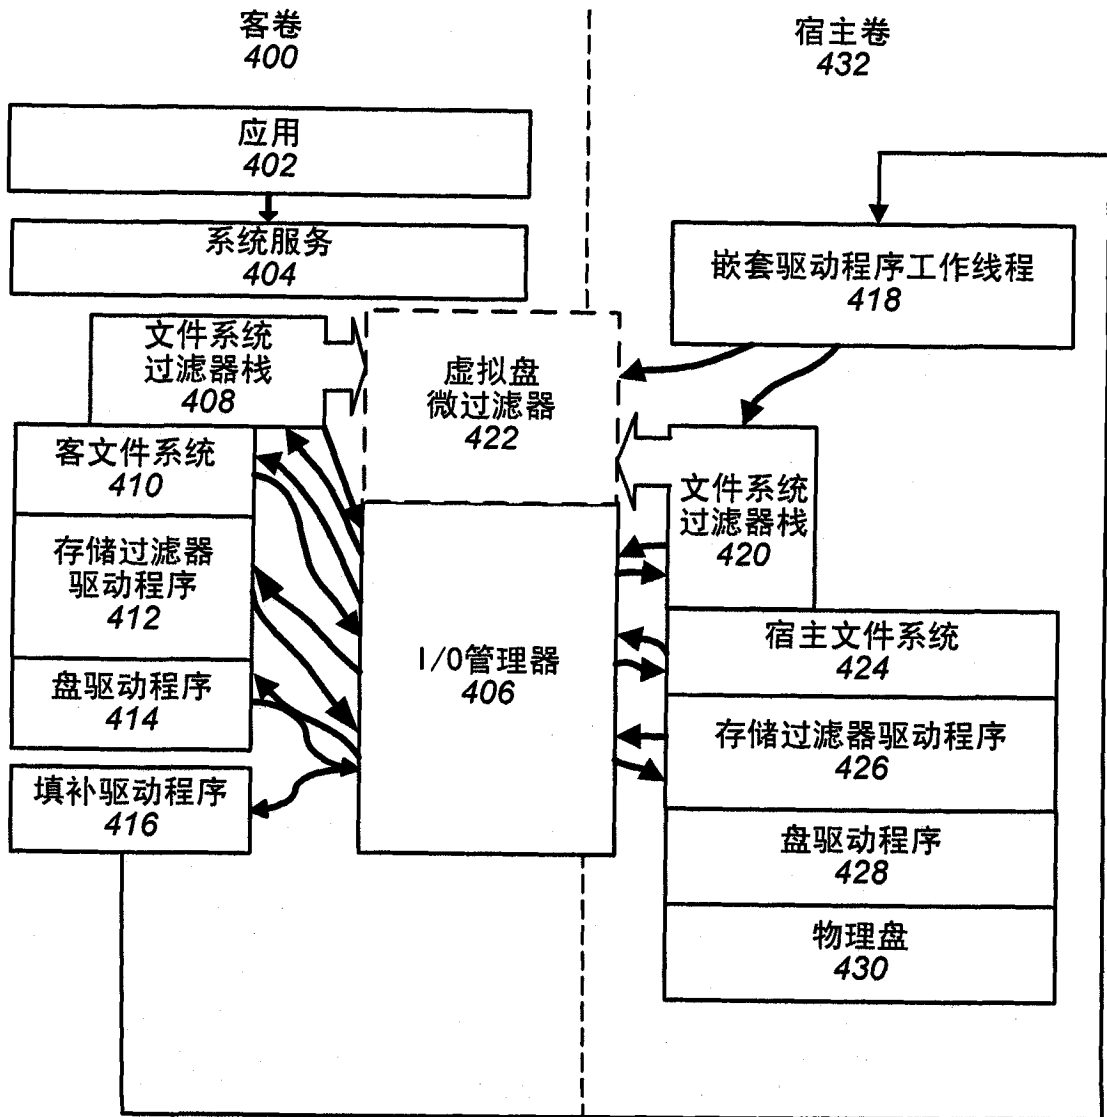 客卷
400
宿主卷
432
应用
402
系统服务
404
嵌套驱动程序工作线程
418
文件系统
过滤器栈
408
虚拟盘
微过滤器
422
客文件系统
410
文件系统
过滤器栈
420
存储过滤器
驱动程序
412
I/O管理器
406
宿主文件系统
424
盘驱动程序
414
存储过滤器驱动程序
426
填补驱动程序
416
盘驱动程序
428
物理盘
430